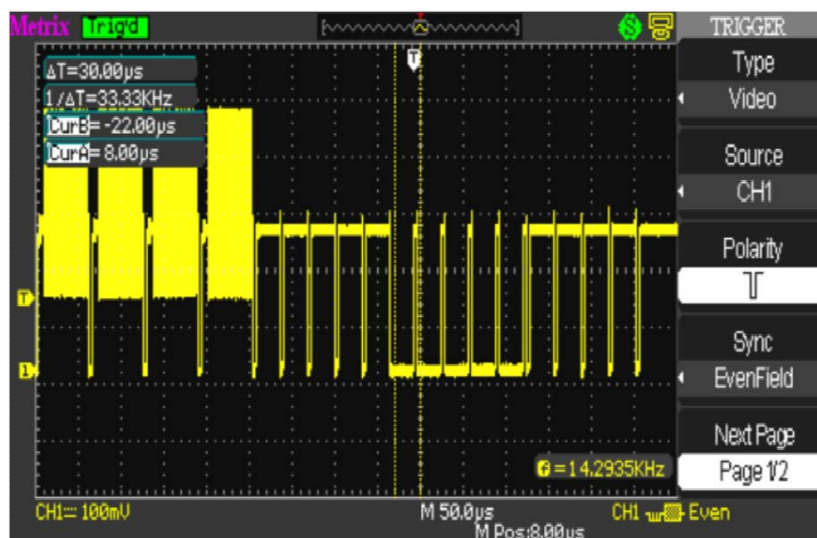 Metrix Trig'd
TRIGGER
T
ΔT=30.00µs
1/ΔT=33.33KHz
CurB= -22.00µs
CurA= 8.00µs
Type
Video
Source
CH1
Polarity
T
Sync
1
EvenField
Next Page
f=14.2935KHz
Page 1/2
CH1 100mV
M 50.0µs
CH1 Even
M Pos:8.00µs